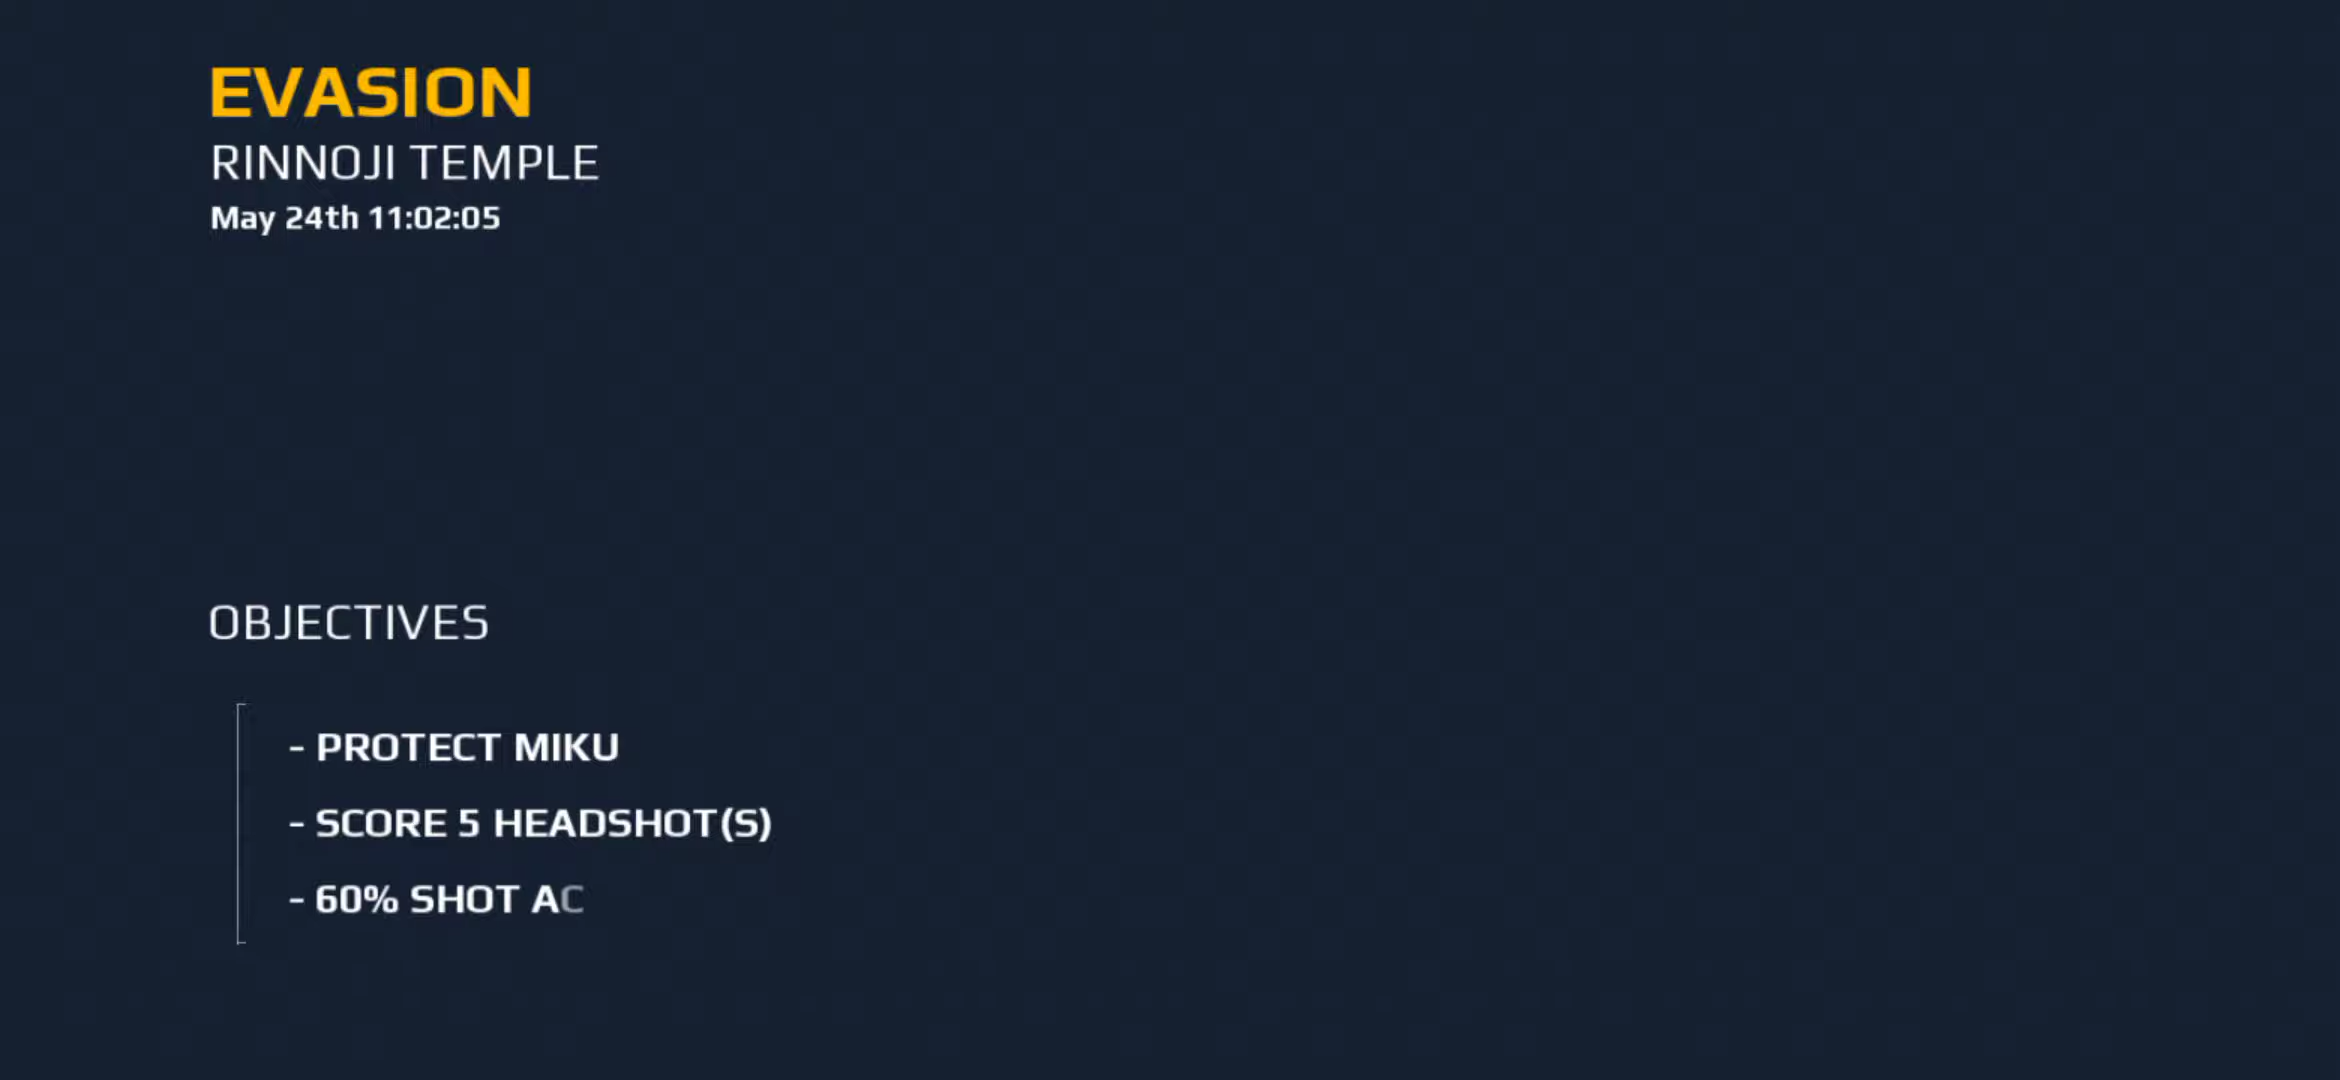 EVASION
RINNOJI TEMPLE
May 24th 11:02:05
OBJECTIVES
- PROTECT MIKU
- SCORE 5 HEADSHOT(S)
- 60% SHOT AC